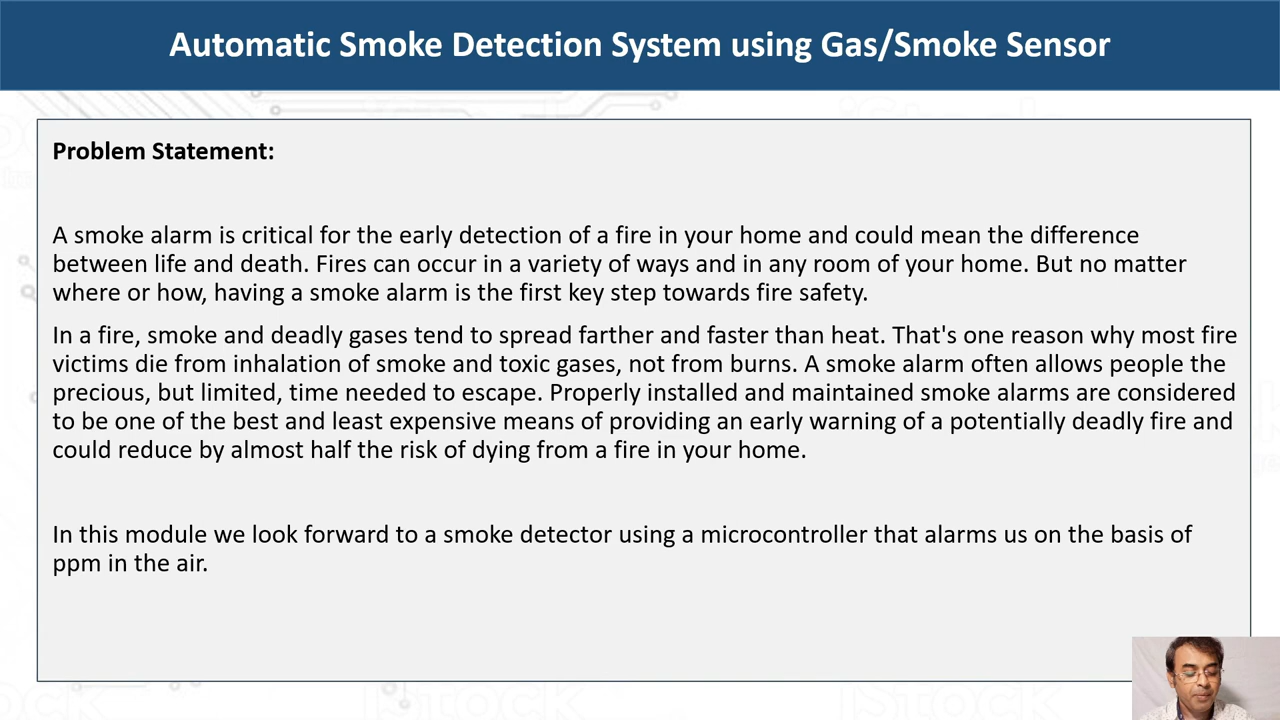 Automatic Smoke Detection System using Gas/Smoke Sensor
Problem Statement:
A smoke alarm is critical for the early detection of a fire in your home and could mean the difference
between life and death. Fires can occur in a variety of ways and in any room of your home. But no matter
where or how, having a smoke alarm is the first key step towards fire safety.
In a fire, smoke and deadly gases tend to spread farther and faster than heat. That's one reason why most fire
victims die from inhalation of smoke and toxic gases, not from burns. A smoke alarm often allows people the
precious, but limited, time needed to escape. Properly installed and maintained smoke alarms are considered
to be one of the best and least expensive means of providing an early warning of a potentially deadly fire and
could reduce by almost half the risk of dying from a fire in your home.
In this module we look forward to a smoke detector using a microcontroller that alarms us on the basis of
ppm in the air.